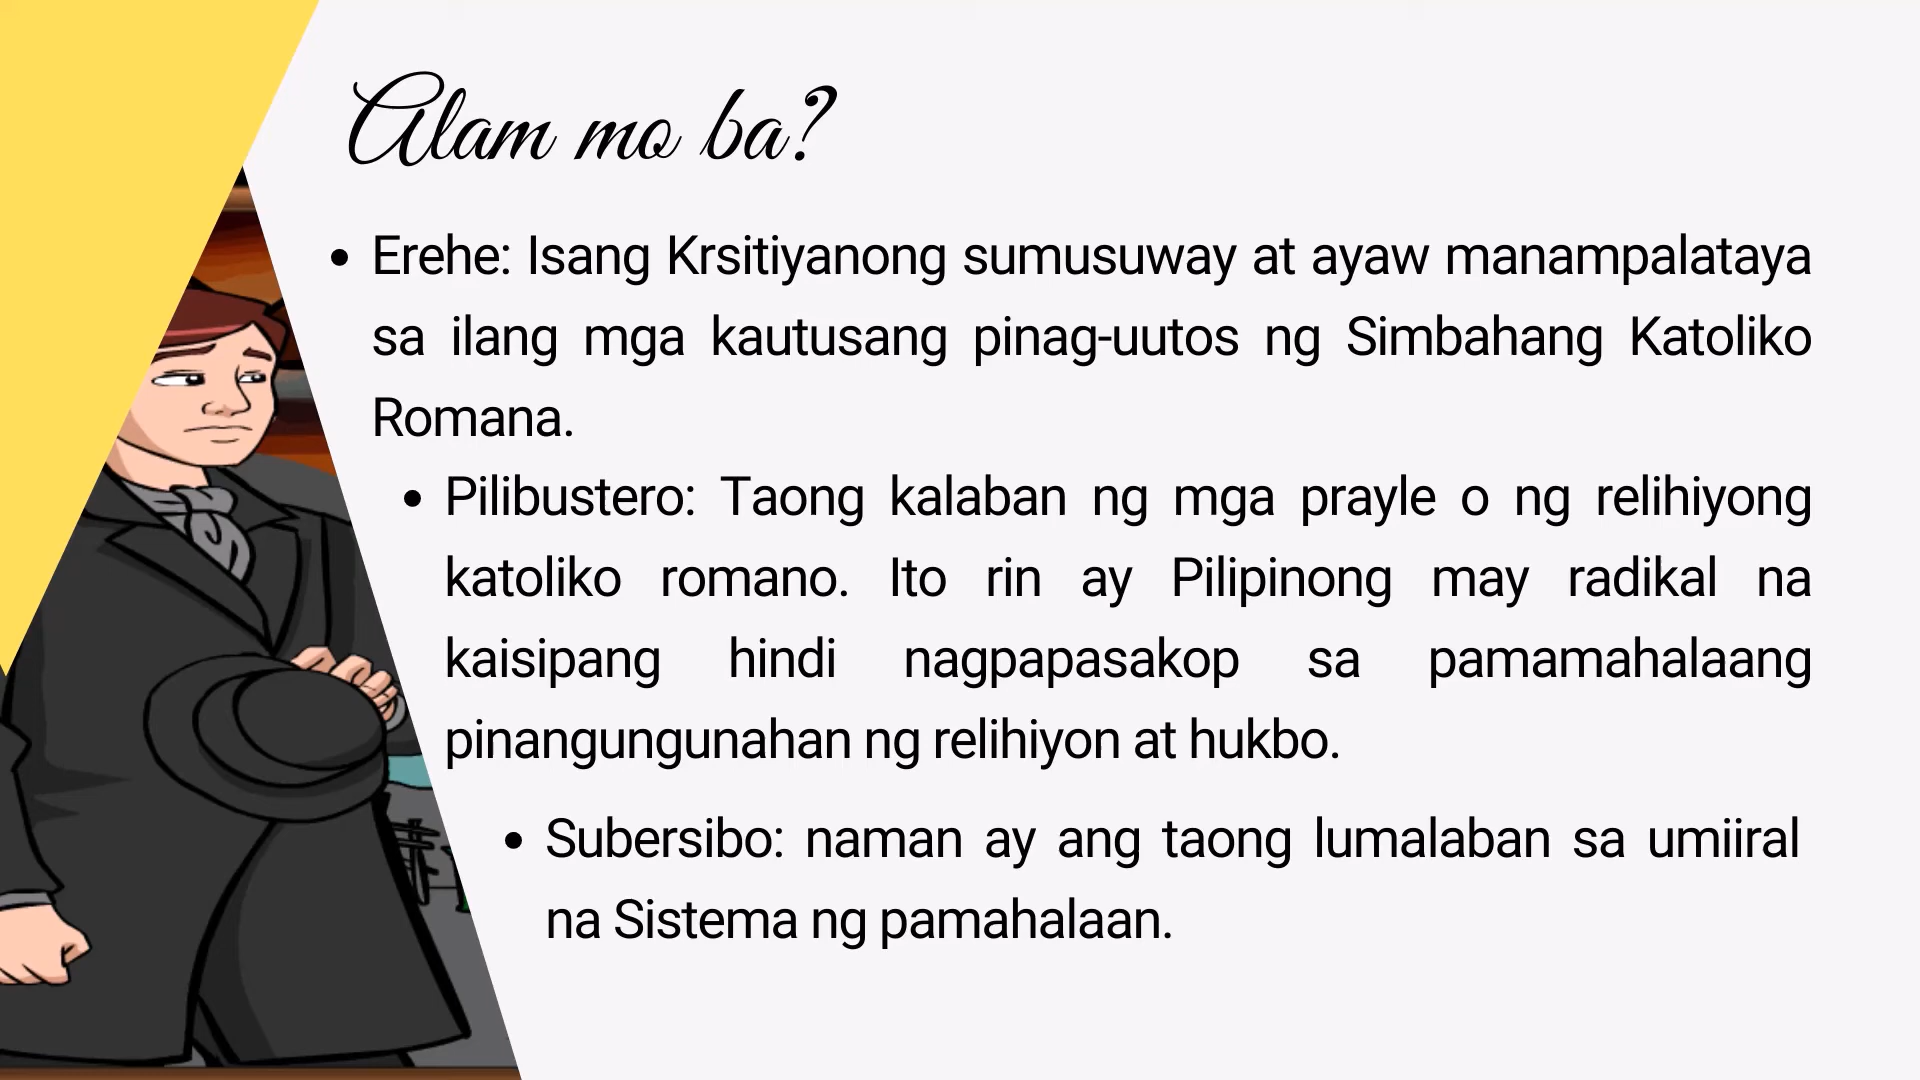 Alam mo ba?
• Erehe: Isang Krsitiyanong sumusuway at ayaw manampalataya
sa ilang mga kautusang pinag-uutos ng Simbahang Katoliko
Romana.
• Pilibustero: Taong kalaban ng mga prayle o ng relihiyong
katoliko romano. Ito rin ay Pilipinong may radikal na
kaisipang hindi nagpapasakop sa pamamahalaang
pinangungunahan ng relihiyon at hukbo.
• Subersibo: naman ay ang taong lumalaban sa umiiral
na Sistema ng pamahalaan.